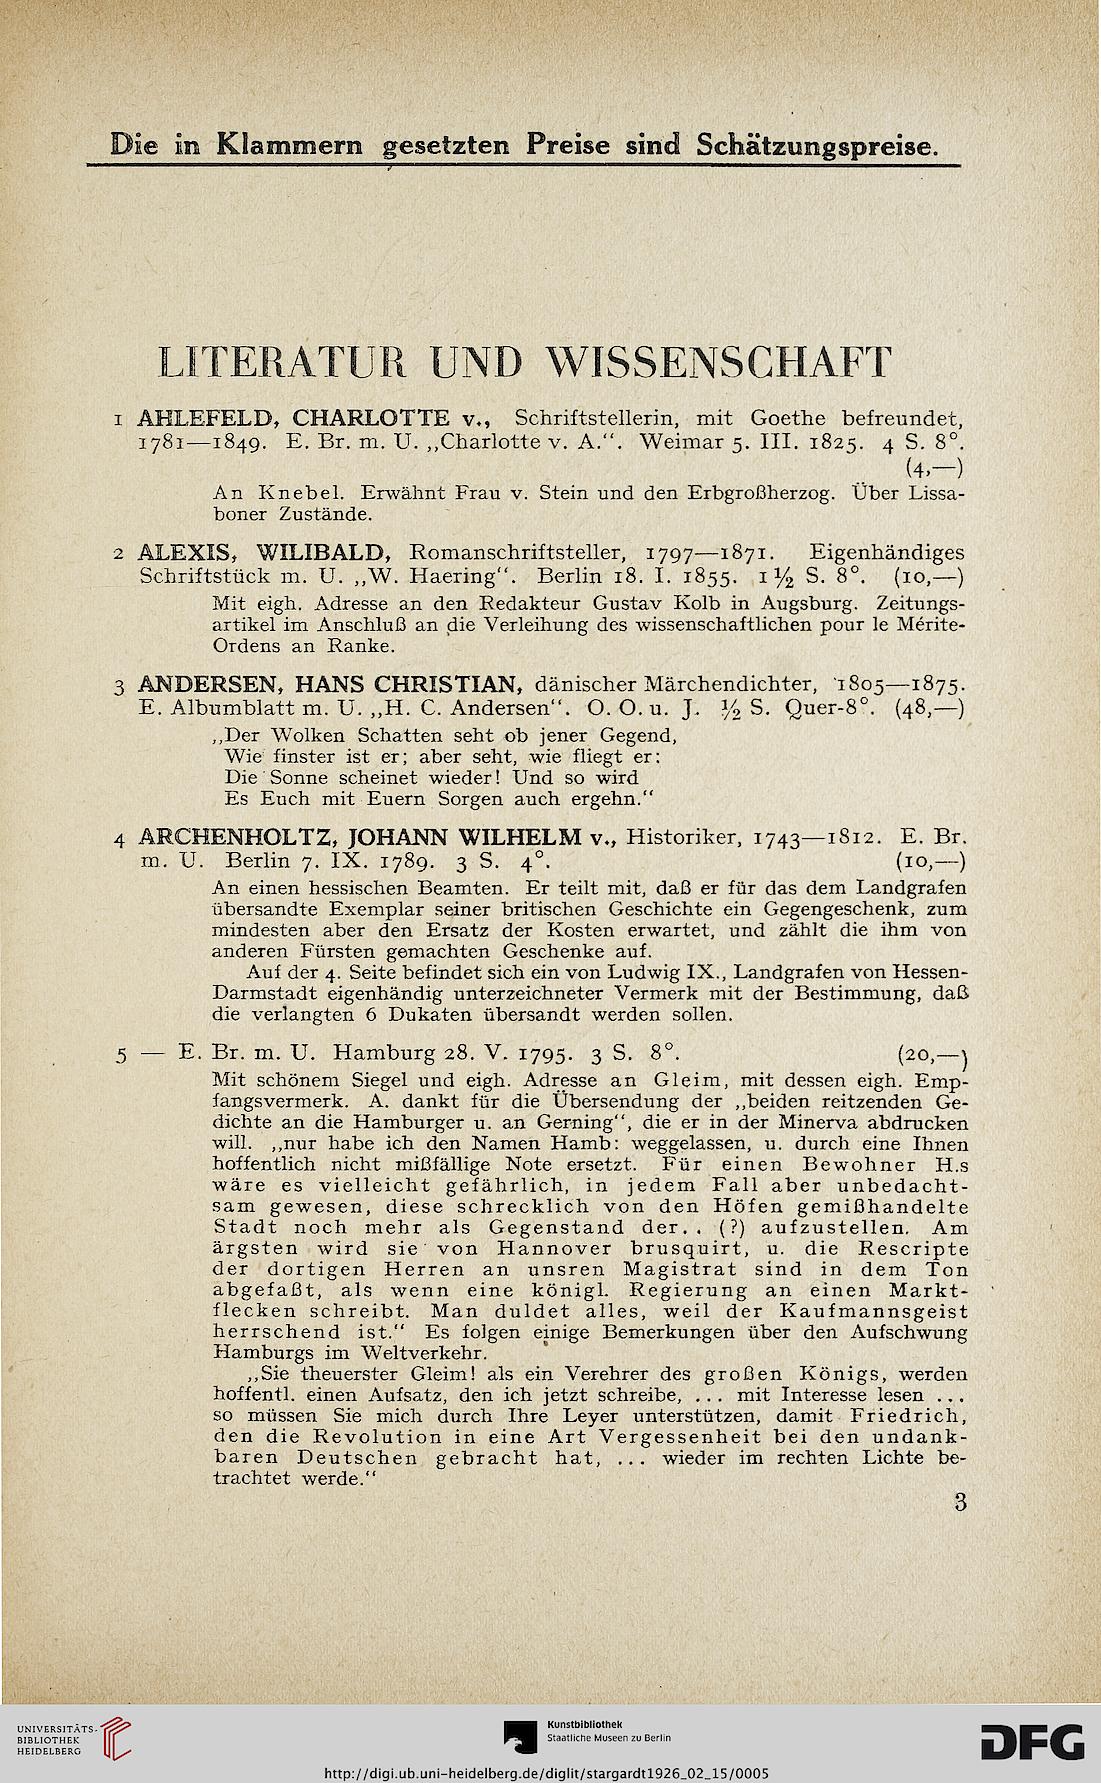 Die in Klammern gesetzten Preise sind Schätzungspreise.
LITERATUR UND WISSENSCHAFT
1 AHLEFELD, CHARLOTTE v., Schriftstellerin, mit Goethe befreundet,
1781—1849. E. Br. m. U. „Charlotte v. A.“. Weimar 5. III. 1825. 4 S. 8°.
(4,—)
An Knebel. Erwähnt Frau v. Stein und den Erbgroßherzog. Über Lissa-
boner Zustände.
2 ALEXIS, WILIBALD, Romanschriftsteller, 1797—1871. Eigenhändiges
Schriftstück m. U. „W. Haering“. Berlin 18. I. 1855. 1½ S. 8°. (10,—)
Mit eigh. Adresse an den Redakteur Gustav Kolb in Augsburg. Zeitungs-
artikel im Anschluß an die Verleihung des wissenschaftlichen pour le Mérite-
Ordens an Ranke.
3 ANDERSEN, HANS CHRISTIAN, dänischer Märchendichter, 1805—1875.
E. Albumblatt m. U. „H. C. Andersen“. O. O. u. J. ½ S. Quer-8°. (48,—)
„Der Wolken Schatten seht ob jener Gegend,
Wie finster ist er; aber seht, wie fliegt er:
Die Sonne scheinet wieder! Und so wird
Es Euch mit Euern Sorgen auch ergehn.“
4 ARCHENHOLTZ, JOHANN WILHELM v., Historiker, 1743—1812. E. Br.
m. U. Berlin 7. IX. 1789. 3 S. 4°. (10,—)
An einen hessischen Beamten. Er teilt mit, daß er für das dem Landgrafen
übersandte Exemplar seiner britischen Geschichte ein Gegengeschenk, zum
mindesten aber den Ersatz der Kosten erwartet, und zählt die ihm von
anderen Fürsten gemachten Geschenke auf.
Auf der 4. Seite befindet sich ein von Ludwig IX., Landgrafen von Hessen-
Darmstadt eigenhändig unterzeichneter Vermerk mit der Bestimmung, daß
die verlangten 6 Dukaten übersandt werden sollen.
5 — E. Br. m. U. Hamburg 28. V. 1795. 3 S. 8°. (20,—)
Mit schönem Siegel und eigh. Adresse an Gleim, mit dessen eigh. Emp-
fangsvermerk. A. dankt für die Übersendung der „beiden reitzenden Ge-
dichte an die Hamburger u. an Gerning“, die er in der Minerva abdrucken
will. „nur habe ich den Namen Hamb: weggelassen, u. durch eine Ihnen
hoffentlich nicht mißfällige Note ersetzt. Für einen Bewohner H.s
wäre es vielleicht gefährlich, in jedem Fall aber unbedacht-
sam gewesen, diese schrecklich von den Höfen gemißhandelte
Stadt noch mehr als Gegenstand der.. (?) aufzustellen. Am
ärgsten wird sie von Hannover brusquirt, u. die Rescripte
der dortigen Herren an unsren Magistrat sind in dem Ton
abgefaßt, als wenn eine königl. Regierung an einen Markt-
flecken schreibt. Man duldet alles, weil der Kaufmannsgeist
herrschend ist.“ Es folgen einige Bemerkungen über den Aufschwung
Hamburgs im Weltverkehr.
„Sie theuerster Gleim! als ein Verehrer des großen Königs, werden
hoffentl. einen Aufsatz, den ich jetzt schreibe, ... mit Interesse lesen ...
so müssen Sie mich durch Ihre Leyer unterstützen, damit Friedrich,
den die Revolution in eine Art Vergessenheit bei den undank-
baren Deutschen gebracht hat, ... wieder im rechten Lichte be-
trachtet werde.“
3
UNIVERSITÄTS-
BIBLIOTHEK
HEIDELBERG
Kunstbibliothek
Staatliche Museen zu Berlin
DFG
http://digi.ub.uni-heidelberg.de/diglit/stargardt1926_02_15/0005